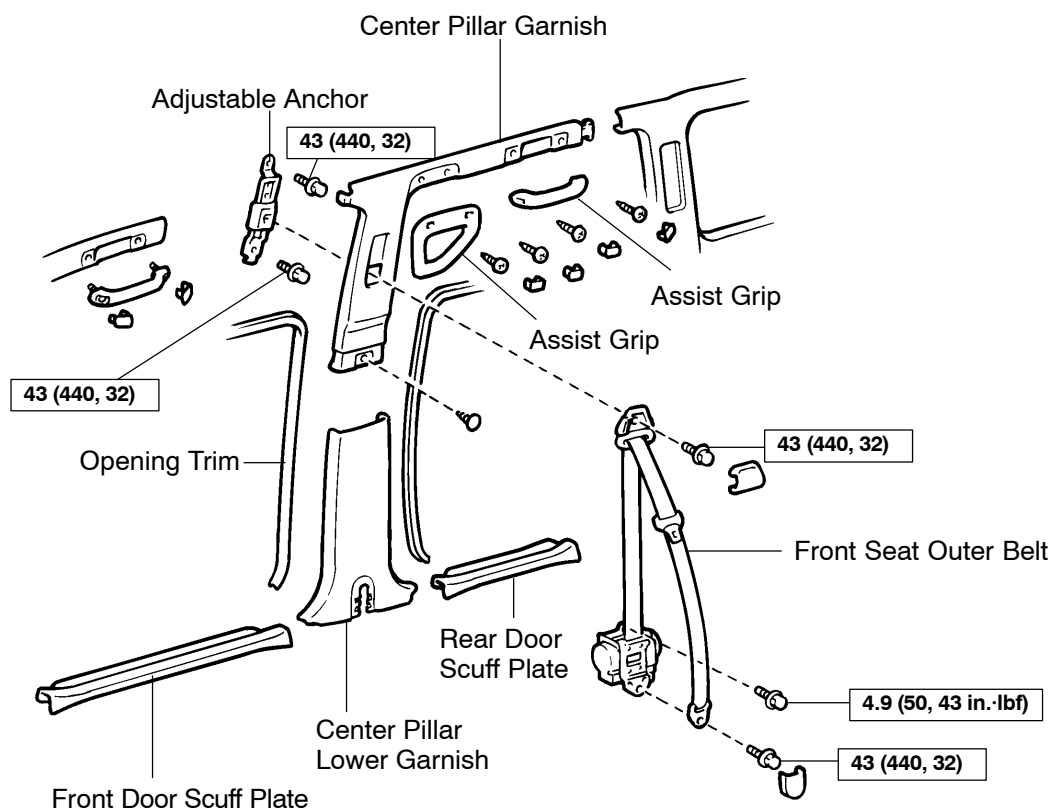 Center Pillar Garnish
Adjustable Anchor
43 (440, 32)
Assist Grip
Assist Grip
43 (440, 32)
43 (440, 32)
Opening Trim
Front Seat Outer Belt
Rear Door
Scuff Plate
4.9 (50, 43 in.·lbf)
Center Pillar
Lower Garnish
43 (440, 32)
Front Door Scuff Plate